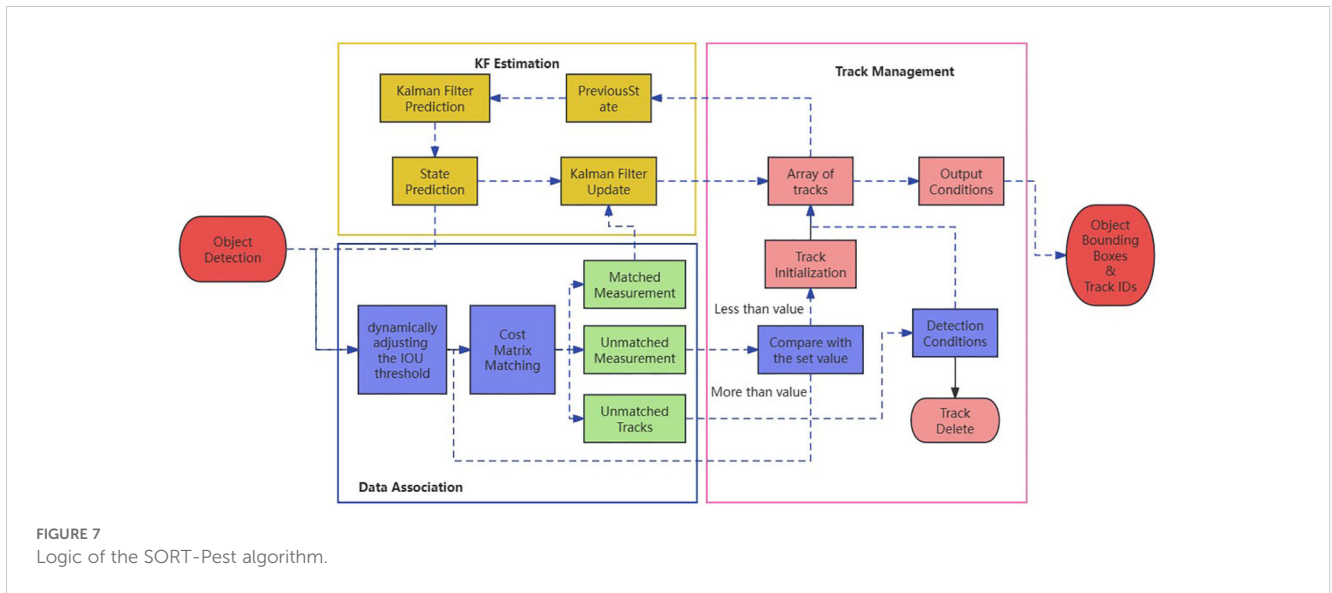 KF Estimation
Kalman Filter
Prediction
PreviousSt
ate
State
Prediction
Kalman Filter
Update
Track Management
Array of
tracks
Output
Conditions
Track
Initialization
Less than value
Compare with
the set value
More than value
Detection
Conditions
Track
Delete
Object
Detection
dynamically
adjusting
the IOU
threshold
Cost
Matrix
Matching
Matched
Measurement
Unmatched
Measurement
Unmatched
Tracks
Data Association
Object
Bounding
Boxes
&
Track IDs
FIGURE 7
Logic of the SORT-Pest algorithm.